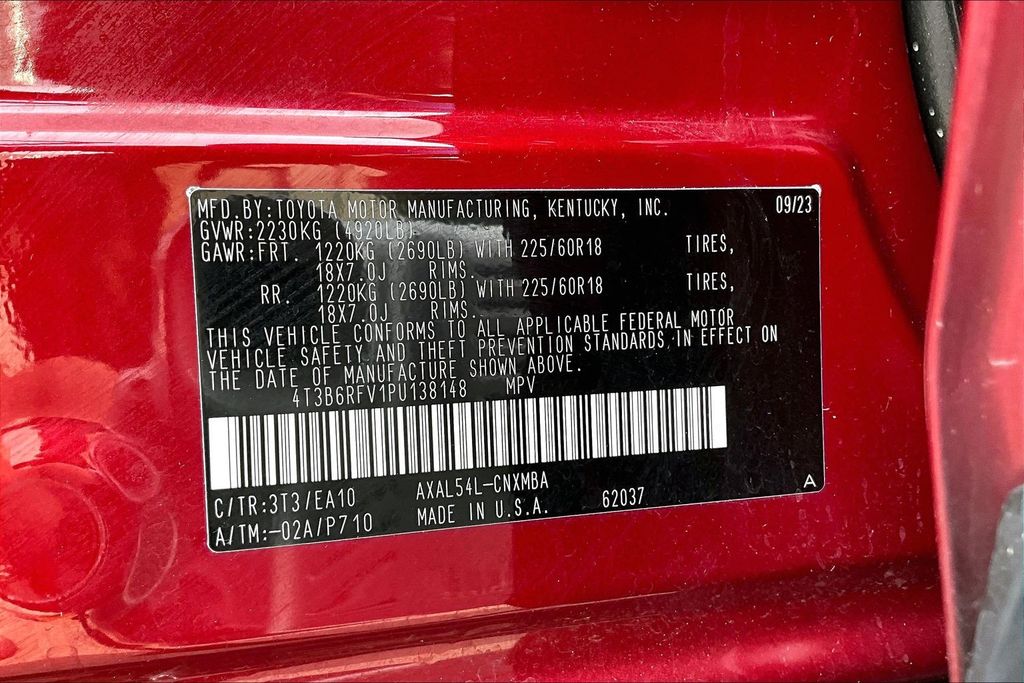 MFD.BY:TOYOTA MOTOR MANUFACTURING, KENTUCKY, INC. 09/23
GVWR:2230KG (4920LB)
GAWR:FRT. 1220KG (2690LB) WITH 225/60R18 TIRES,
18X7.0J RIMS.
RR. 1220KG (2690LB) WITH 225/60R18 TIRES,
18X7.0J RIMS.
THIS VEHICLE CONFORMS TO ALL APPLICABLE FEDERAL MOTOR
VEHICLE SAFETY AND THEFT PREVENTION STANDARDS IN EFFECT ON
THE DATE OF MANUFACTURE SHOWN ABOVE.
4T3B6RFV1PU138148 MPV
C/TR:3T3/EA10 AXAL54L-CNXMBA
A/TM:-02A/P710 MADE IN U.S.A. 62037 A